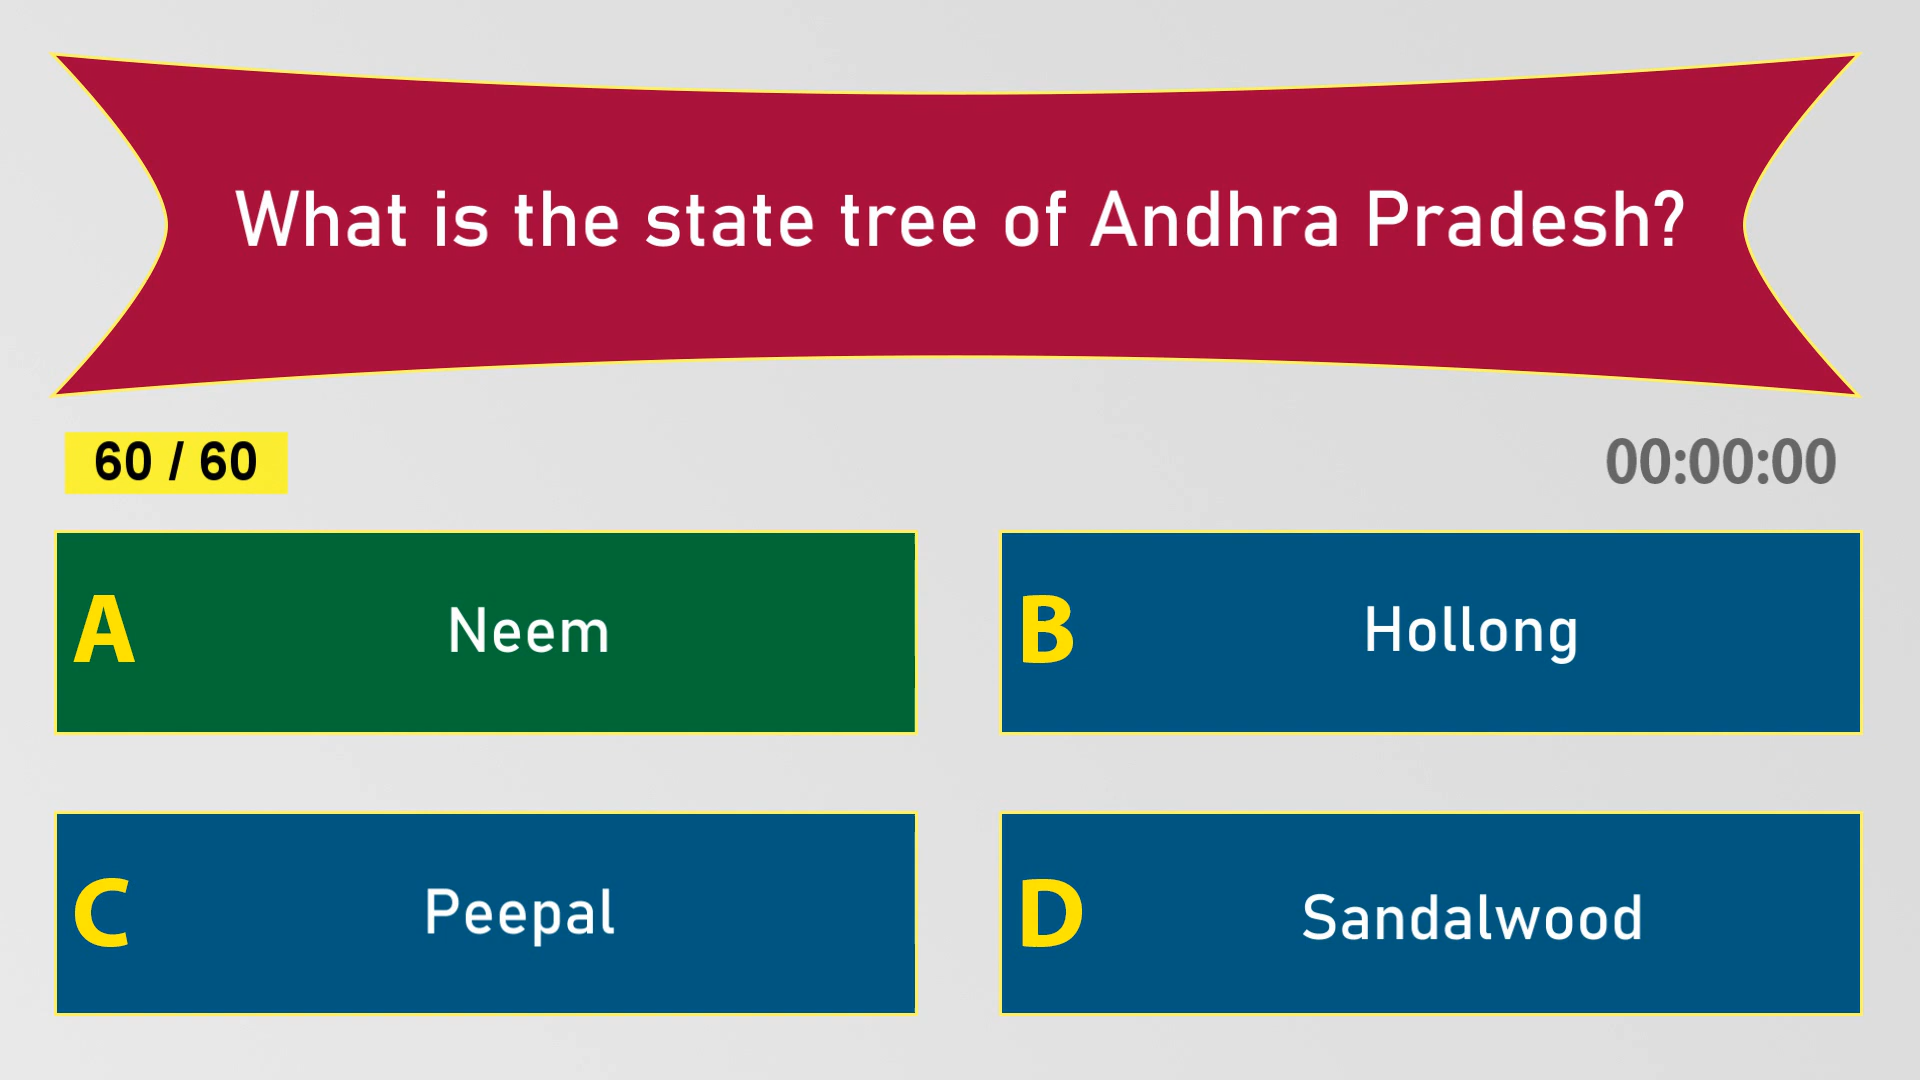 What is the state tree of Andhra Pradesh?
60 / 60
00:00:00
A Neem
B Hollong
C Peepal
D Sandalwood